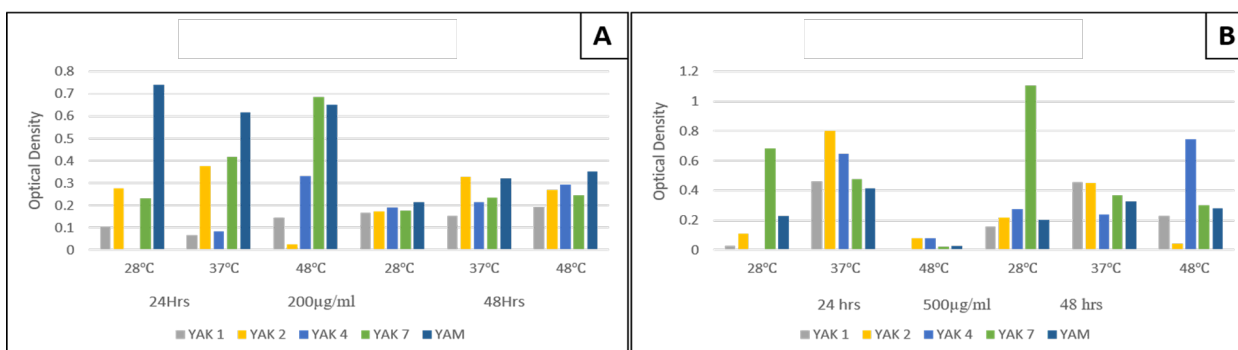 A
Optical Density
0.8
0.7
0.6
0.5
0.4
0.3
0.2
0.1
0
28°C 37°C 48°C 28°C 37°C 48°C
24Hrs 200µg/ml 48Hrs
YAK 1 YAK 2 YAK 4 YAK 7 YAM
B
Optical Density
1.2
1
0.8
0.6
0.4
0.2
0
28°C 37°C 48°C 28°C 37°C 48°C
24 hrs 500µg/ml 48 hrs
YAK 1 YAK 2 YAK 4 YAK 7 YAM